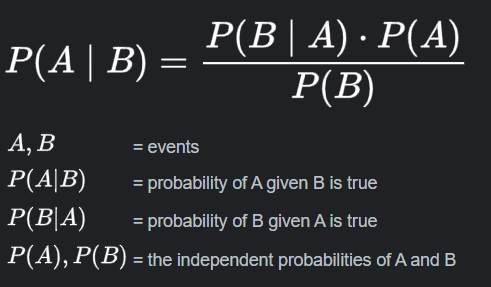 P(A | B) = P(B | A) · P(A) / P(B)
A, B = events
P(A|B) = probability of A given B is true
P(B|A) = probability of B given A is true
P(A), P(B) = the independent probabilities of A and B